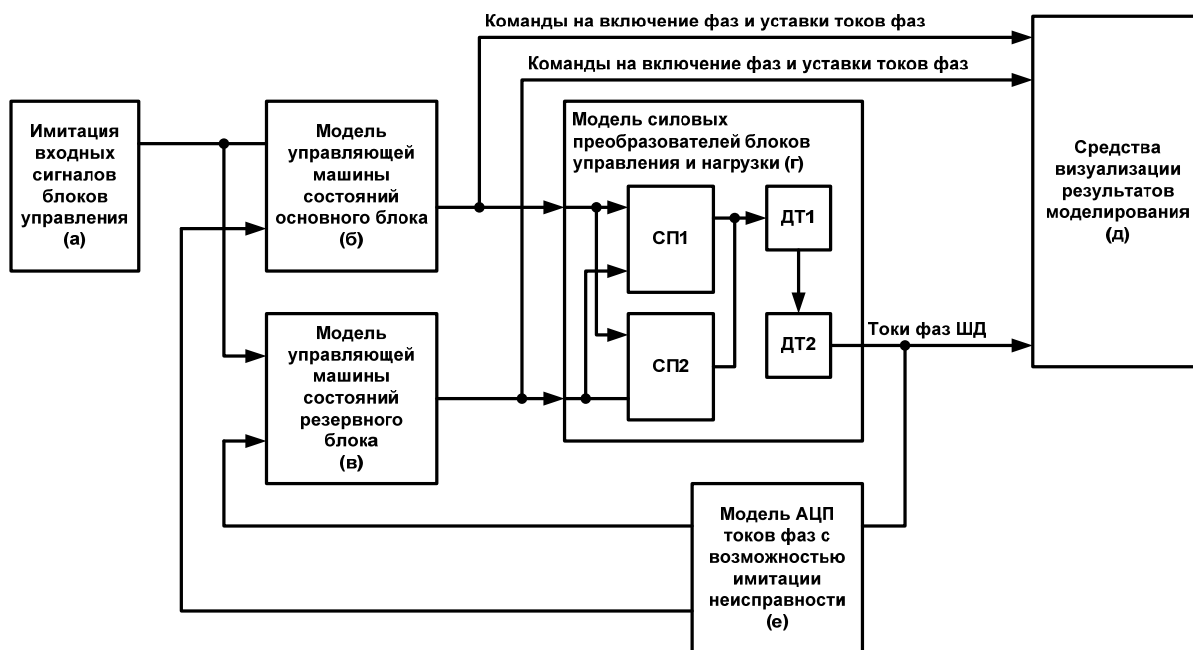 Команды на включение фаз и уставки токов фаз
Команды на включение фаз и уставки токов фаз
Имитация
входных
сигналов
блоков
управления
(а)
Модель
управляющей
машины
состояний
основного блока
(б)
Модель
управляющей
машины
состояний
резервного
блока
(в)
Модель силовых
преобразователей блоков
управления и нагрузки (г)
СП1
СП2
ДТ1
ДТ2
Токи фаз ШД
Средства
визуализации
результатов
моделирования
(д)
Модель АЦП
токов фаз с
возможностью
имитации
неисправности
(е)